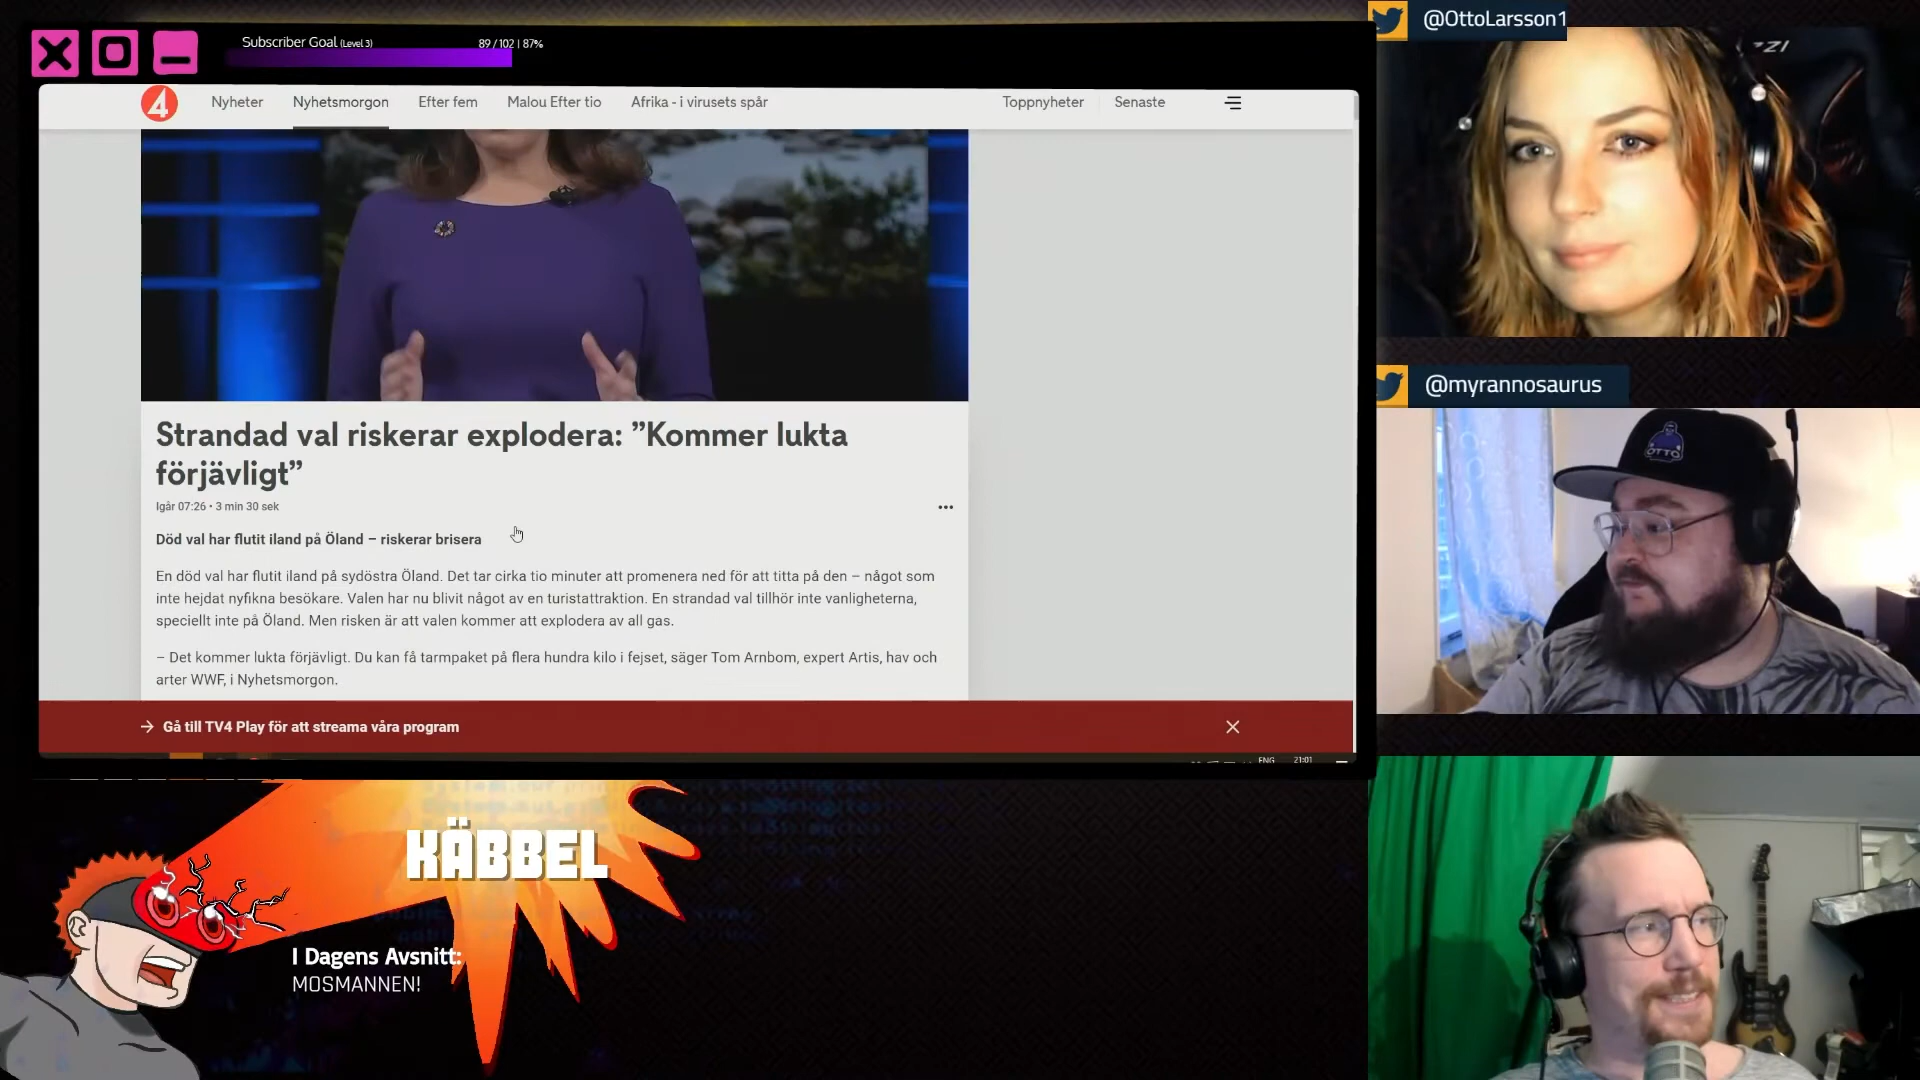 Subscriber Goal (Level 3)
89 / 102 | 87%
@OttoLarsson1
4
Nyheter
Nyhetsmorgon
Efter fem
Malou Efter tio
Afrika - i virusets spår
Toppnyheter
Senaste
@myrannosaurus
OTTO
Strandad val riskerar explodera: ”Kommer lukta
förjävligt”
Igår 07:26 • 3 min 30 sek
Död val har flutit iland på Öland – riskerar brisera
En död val har flutit iland på sydöstra Öland. Det tar cirka tio minuter att promenera ned för att titta på den – något som
inte hejdat nyfikna besökare. Valen har nu blivit något av en turistattraktion. En strandad val tillhör inte vanligheterna,
speciellt inte på Öland. Men risken är att valen kommer att explodera av all gas.
– Det kommer lukta förjävligt. Du kan få tarmpaket på flera hundra kilo i fejset, säger Tom Arnbom, expert Artis, hav och
arter WWF, i Nyhetsmorgon.
Gå till TV4 Play för att streama våra program
ENG
21:01
KÄBBEL
I Dagens Avsnitt:
MOSMANNEN!